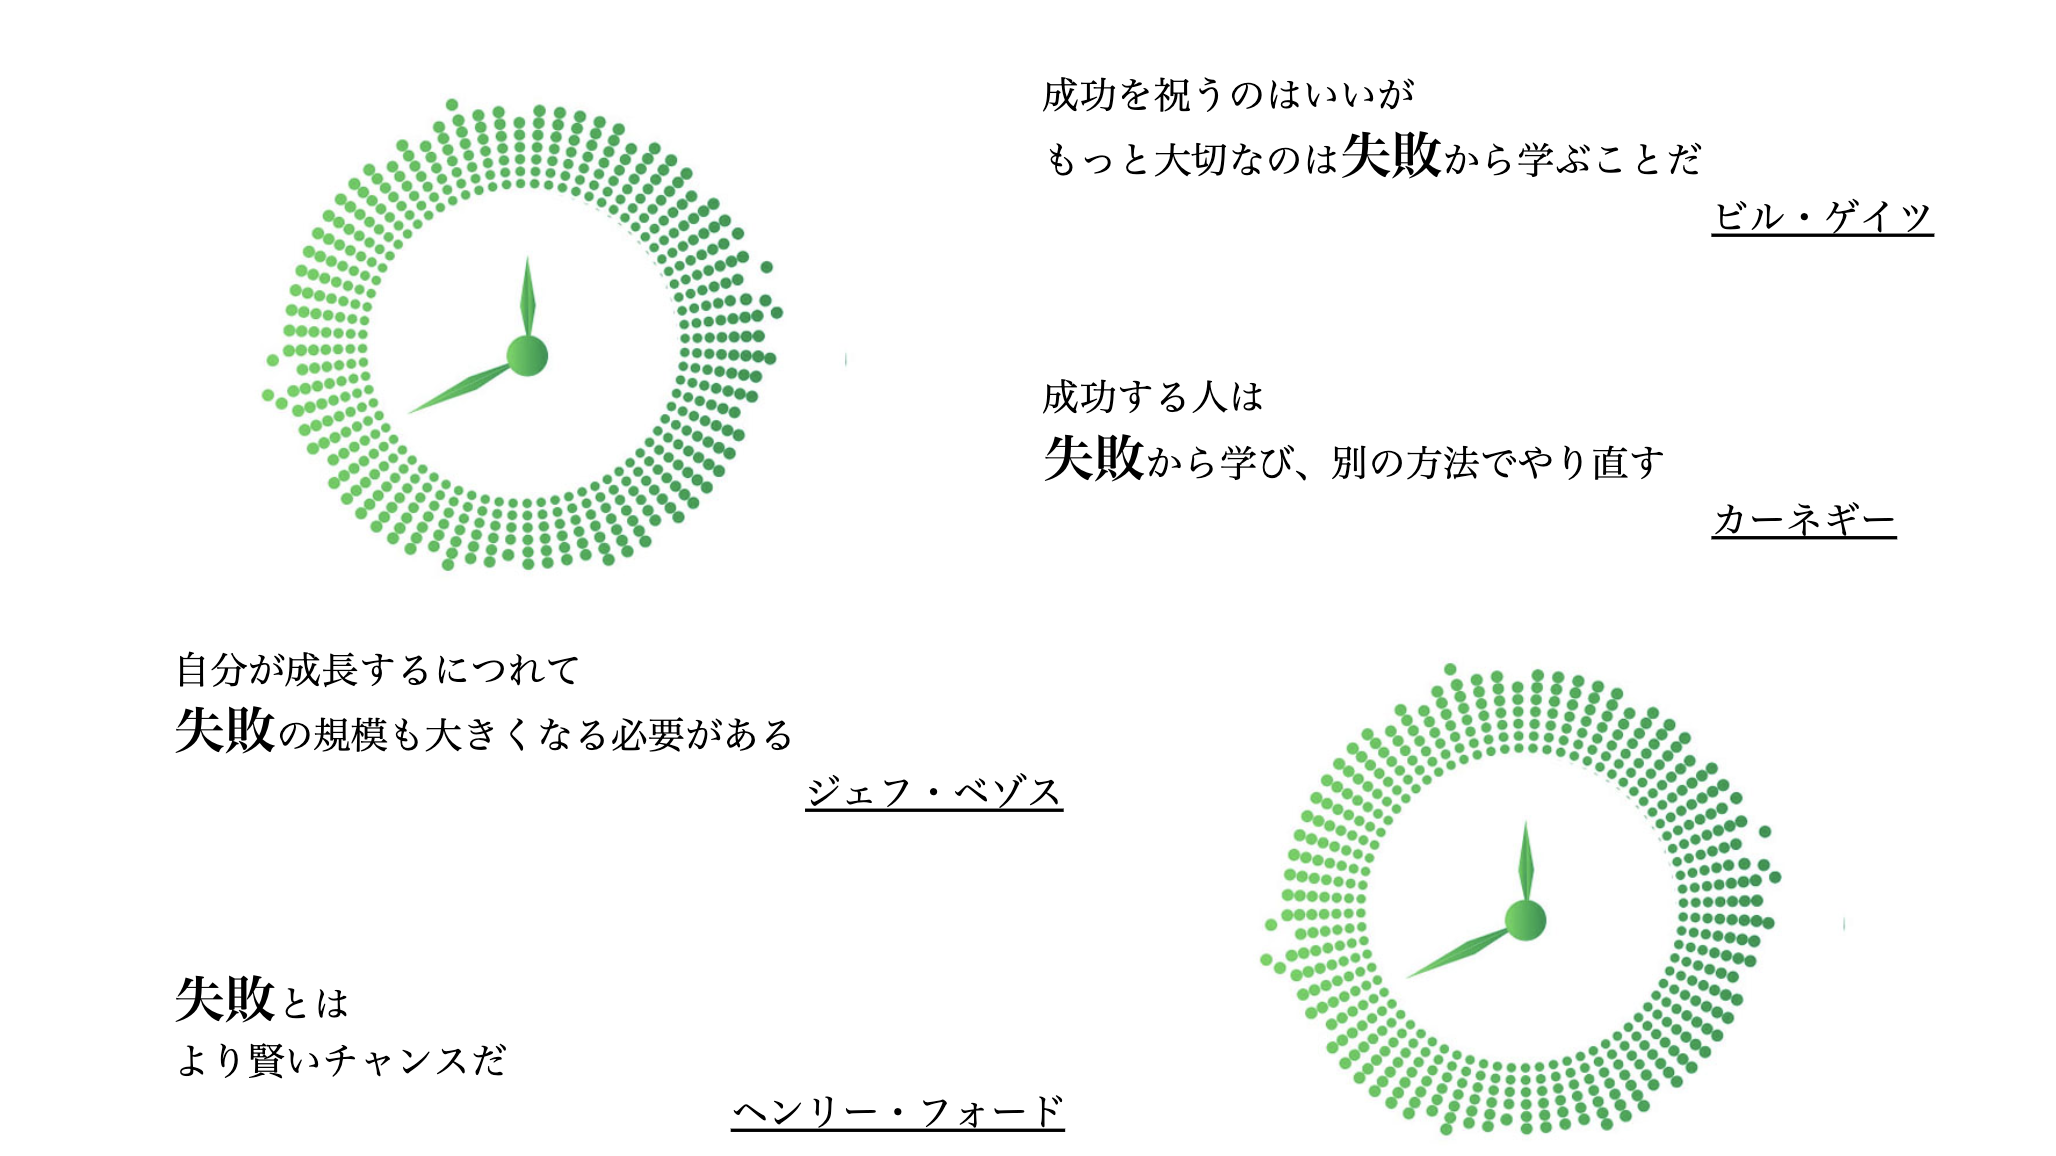 成功を祝うのはいいが
もっと大切なのは失敗から学ぶことだ
ビル・ゲイツ
成功する人は
失敗から学び、別の方法でやり直す
カーネギー
自分が成長するにつれて
失敗の規模も大きくなる必要がある
ジェフ・ベゾス
失敗とは
より賢いチャンスだ
ヘンリー・フォード